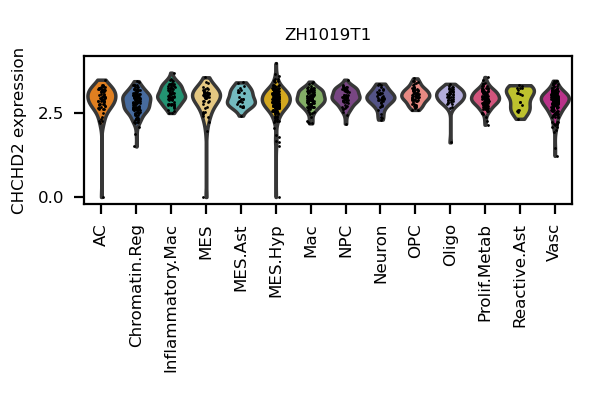 ZH1019T1
CHCHD2 expression
2.5
0.0
AC
Chromatin.Reg
Inflammatory.Mac
MES
MES.Ast
MES.Hyp
Mac
NPC
Neuron
OPC
Oligo
Prolif.Metab
Reactive.Ast
Vasc